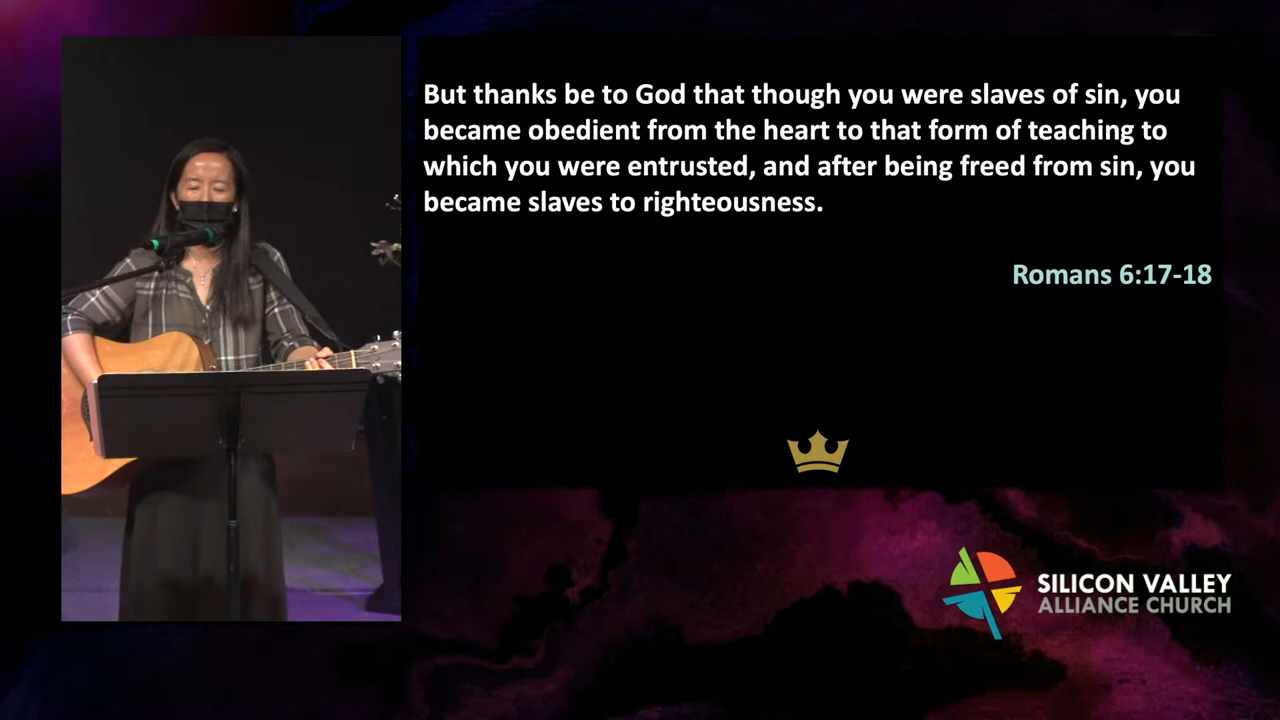 But thanks be to God that though you were slaves of sin, you
became obedient from the heart to that form of teaching to
which you were entrusted, and after being freed from sin, you
became slaves to righteousness.
Romans 6:17-18
SILICON VALLEY
ALLIANCE CHURCH